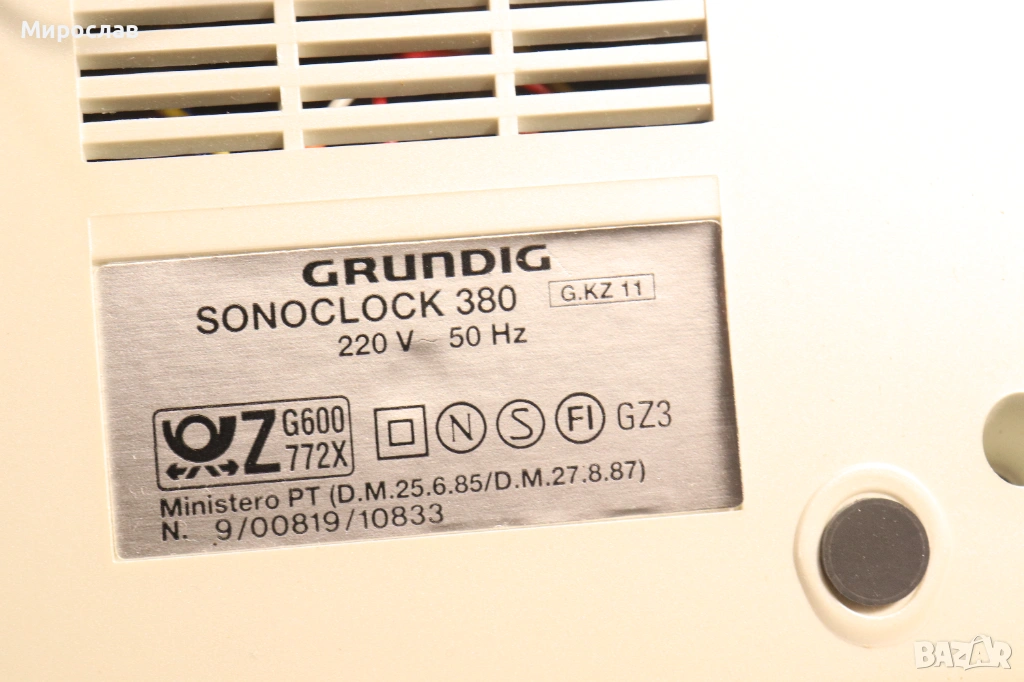 Мирослав
GRUNDIG
SONOCLOCK 380 G.KZ 11
220 V ~ 50 Hz
Z G600 772X N S FI GZ3
Ministero PT (D.M.25.6.85/D.M.27.8.87)
N. 9/00819/10833
BAZAR